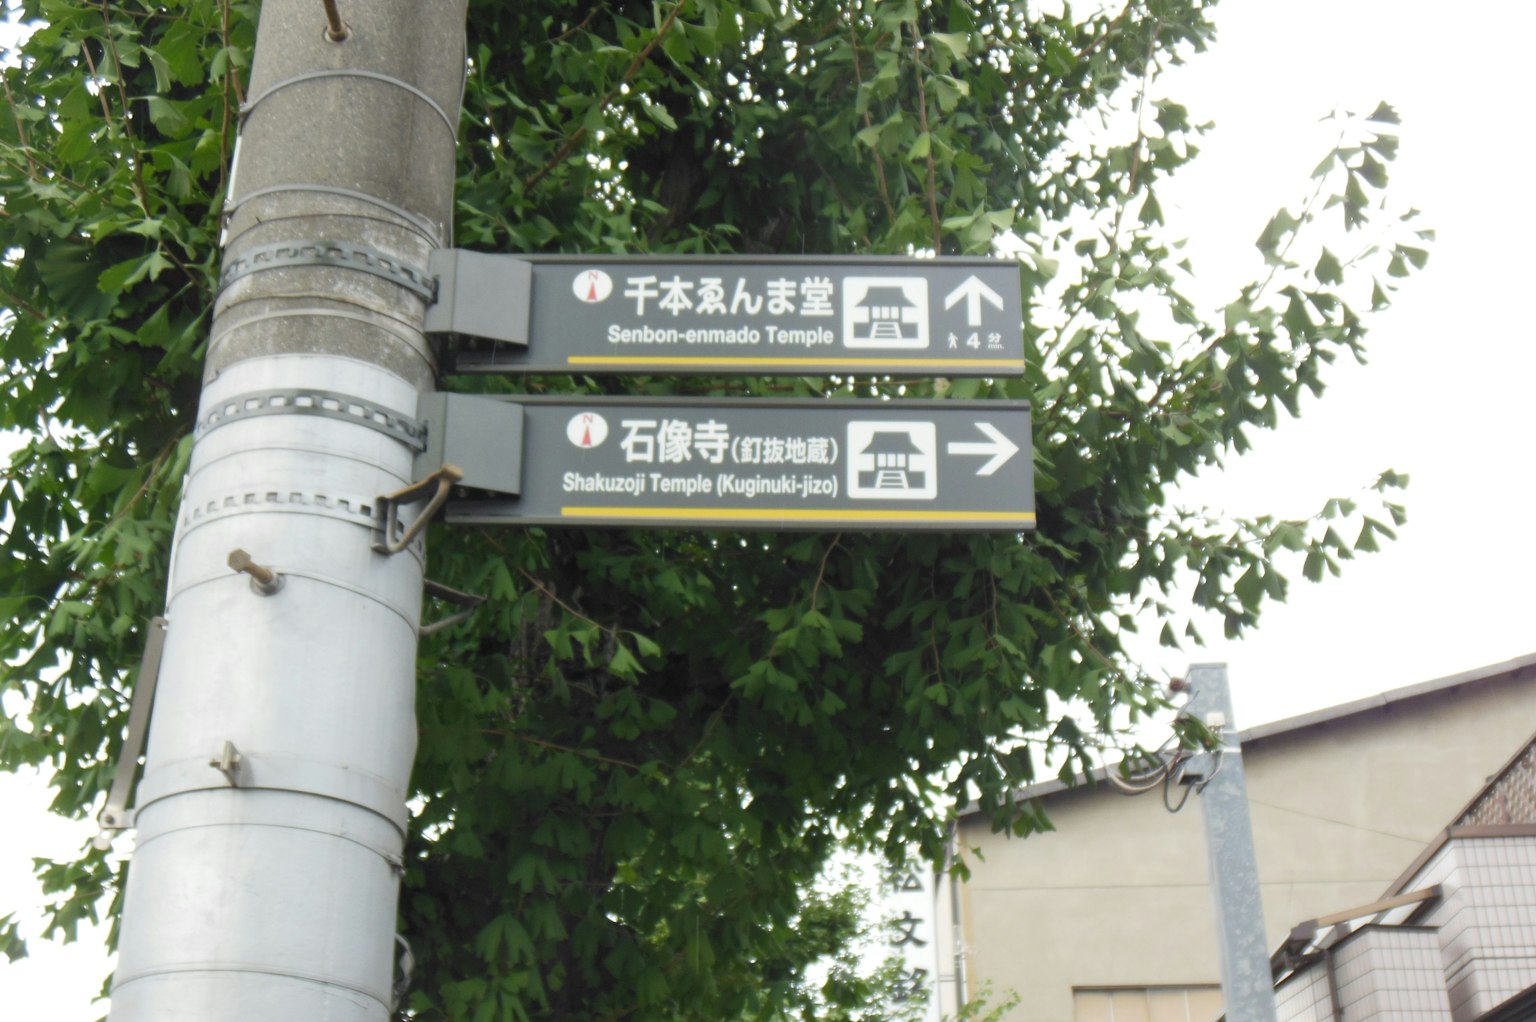 N
千本ゑんま堂
Senbon-enmado Temple
4 分
min.
N
石像寺(釘抜地蔵)
Shakuzoji Temple (Kuginuki-jizo)
松
文